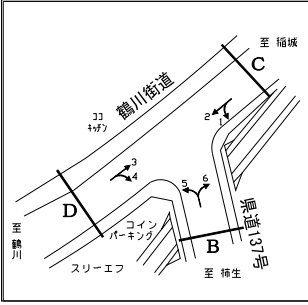 至 稲城
C
鶴川街道
ココ
ｷｯﾁﾝ
2
1
3
4
5
6
D
至 鶴川
コイン
パーキング
B
県道137号
スリーエフ
至 柿生